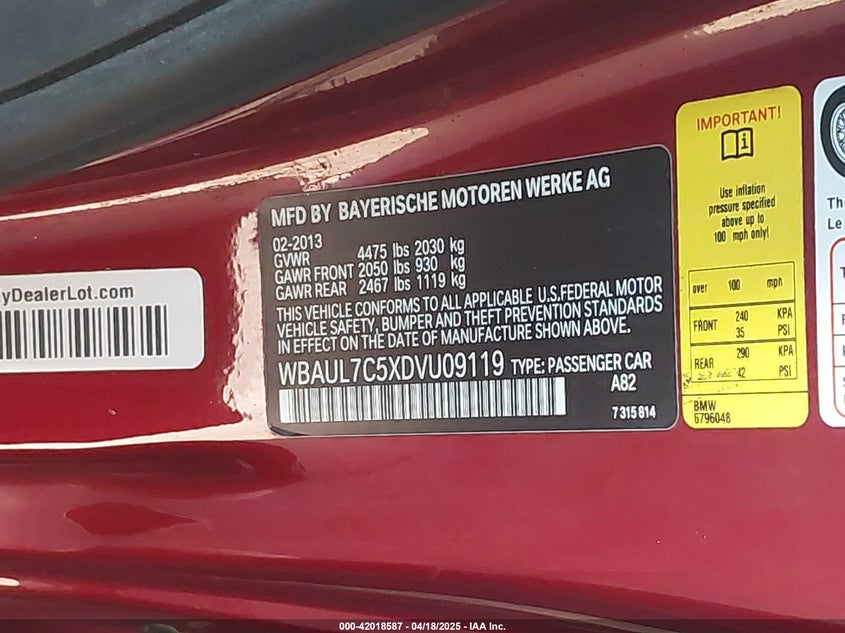 MFD BY BAYERISCHE MOTOREN WERKE AG
02-2013
GVWR 4475 lbs 2030 kg
GAWR FRONT 2050 lbs 930 kg
GAWR REAR 2467 lbs 1119 kg
THIS VEHICLE CONFORMS TO ALL APPLICABLE U.S.FEDERAL MOTOR
VEHICLE SAFETY, BUMPER AND THEFT PREVENTION STANDARDS
IN EFFECT ON THE DATE OF MANUFACTURE SHOWN ABOVE.
WBAUL7C5XDVU09119 TYPE: PASSENGER CAR
A82
7 315 814
yDealerLot.com
IMPORTANT!
Use inflation
pressure specified
above up to
100 mph only!
over 100 mph
FRONT 240 KPA
35 PSI
REAR 290 KPA
42 PSI
BMW
6796048
Th
Le
000-42018587 - 04/18/2025 - IAA Inc.